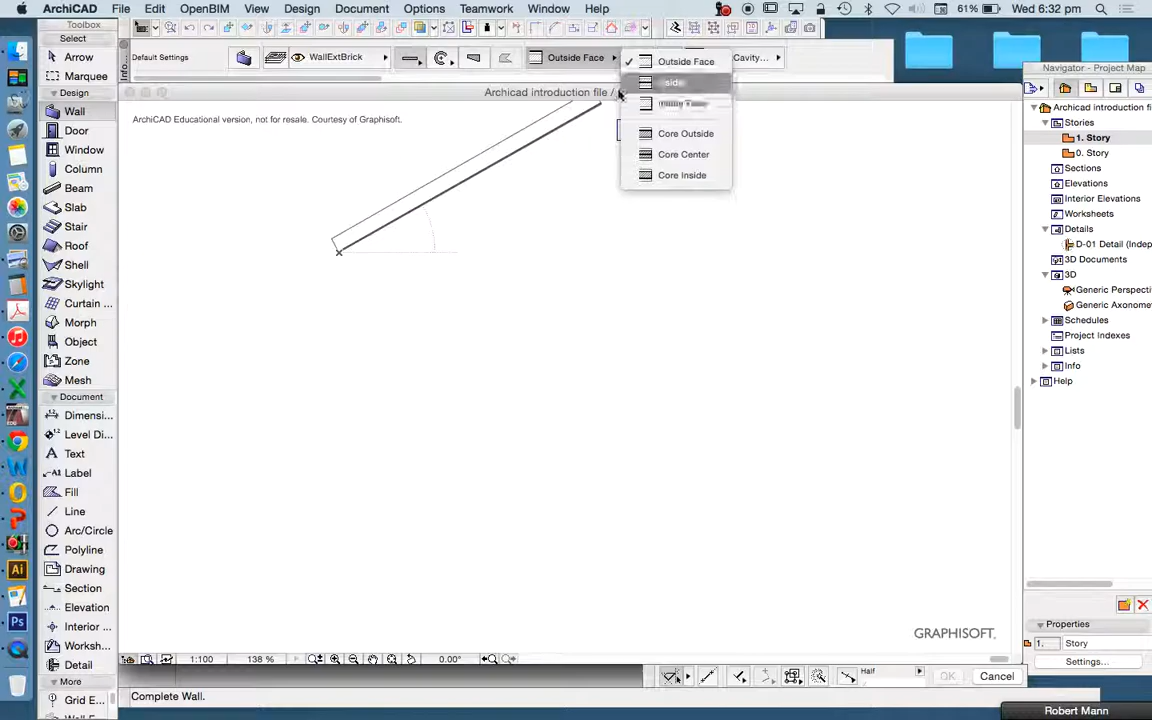 ArchiCAD File Edit View OpenBIM View Design Document Options Teamwork Window Help 61% Wed 6:32 pm
Toolbox
Select
Arrow
Marquee
Design
Wall
Door
Window
Column
Beam
Slab
Stair
Roof
Shell
Skylight
Curtain ...
Morph
Object
Zone
Mesh
Document
Dimensi...
Level Di...
Text
Label
Fill
Line
Arc/Circle
Polyline
Drawing
Section
Elevation
Interior ...
Worksh...
Detail
More
Grid E...
Info...
Default Settings
WallExtBrick
Outside Face
Cavity...
Outside Face
side
Core Outside
Core Center
Core Inside
Archicad introduction file /
ArchiCAD Educational version, not for resale. Courtesy of Graphisoft.
GRAPHISOFT.
1:100 138 % 0.00°
Half
OK
Cancel
Complete Wall.
Navigator - Project Map
Archicad introduction file
Stories
1. Story
0. Story
Sections
Elevations
Interior Elevations
Worksheets
Details
D-01 Detail (Indep
3D Documents
3D
Generic Perspecti
Generic Axonome
Schedules
Project Indexes
Lists
Info
Help
Properties
1. Story
Settings...
Robert Mann